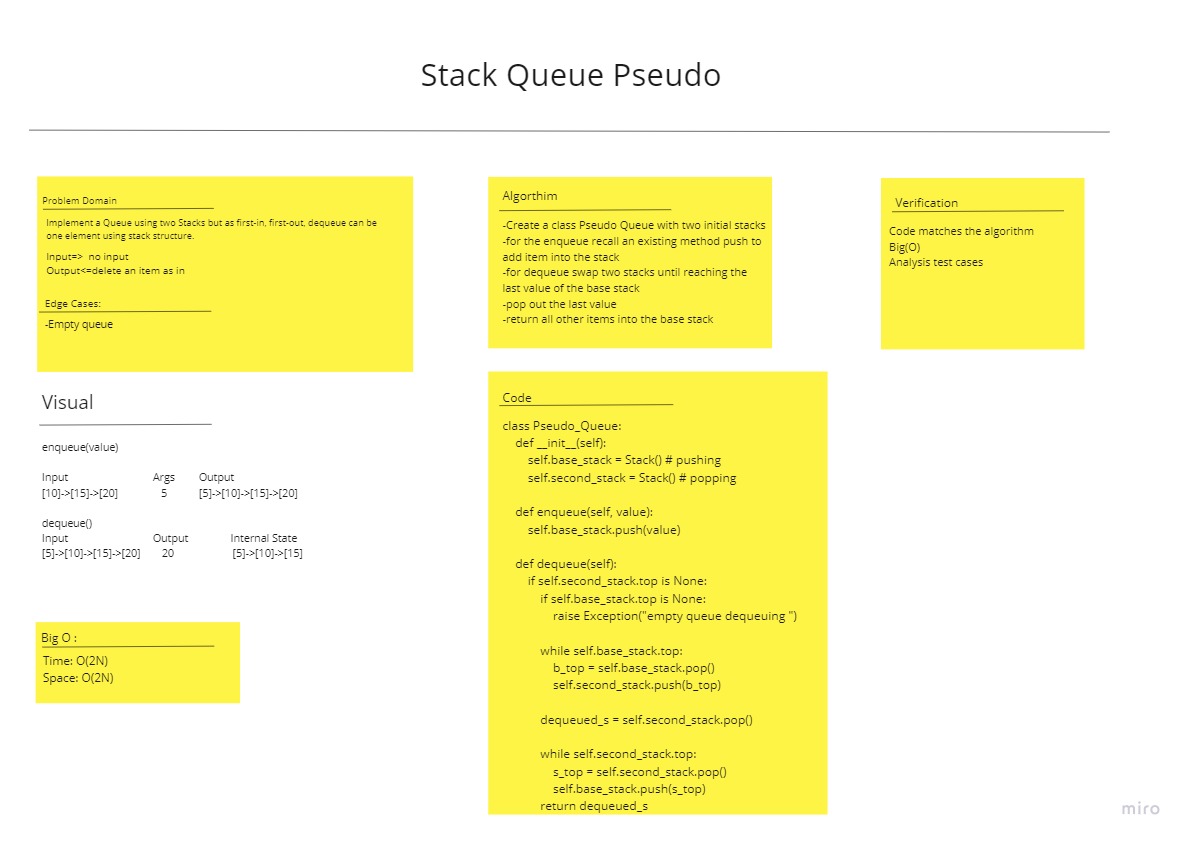 Stack Queue Pseudo
Problem Domain
Implement a Queue using two Stacks but as first-in, first-out, dequeue can be
one element using stack structure.
Input=>  no input
Output<=delete an item as in
Edge Cases:
-Empty queue
Visual
enqueue(value)
Input Args Output
[10]->[15]->[20] 5 [5]->[10]->[15]->[20]
dequeue()
Input Output Internal State
[5]->[10]->[15]->[20] 20 [5]->[10]->[15]
Big O :
Time: O(2N)
Space: O(2N)
Algorthim
-Create a class Pseudo Queue with two initial stacks
-for the enqueue recall an existing method push to
add item into the stack
-for dequeue swap two stacks until reaching the
last value of the base stack
-pop out the last value
-return all other items into the base stack
Code
class Pseudo_Queue:
def __init__(self):
self.base_stack = Stack() # pushing
self.second_stack = Stack() # popping
def enqueue(self, value):
self.base_stack.push(value)
def dequeue(self):
if self.second_stack.top is None:
if self.base_stack.top is None:
raise Exception("empty queue dequeuing ")
while self.base_stack.top:
b_top = self.base_stack.pop()
self.second_stack.push(b_top)
dequeued_s = self.second_stack.pop()
while self.second_stack.top:
s_top = self.second_stack.pop()
self.base_stack.push(s_top)
return dequeued_s
Verification
Code matches the algorithm
Big(O)
Analysis test cases
miro